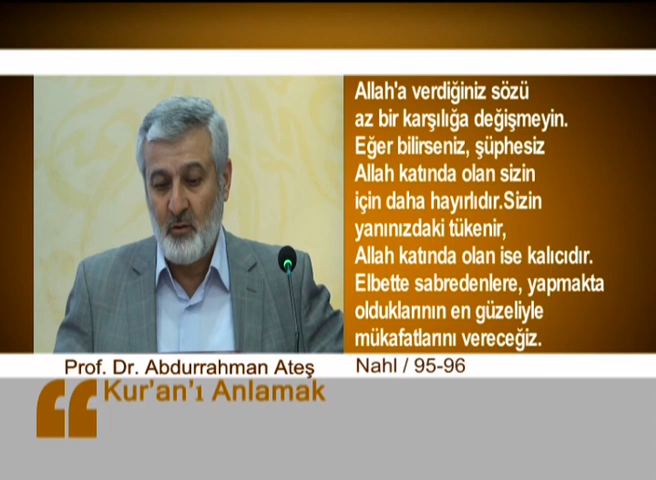 Allah'a verdiğiniz sözü
az bir karşılığa değişmeyin.
Eğer bilirseniz, şüphesiz
Allah katında olan sizin
için daha hayırlıdır.Sizin
yanınızdaki tükenir,
Allah katında olan ise kalıcıdır.
Elbette sabredenlere, yapmakta
olduklarının en güzeliyle
mükafatlarını vereceğiz.
Prof. Dr. Abdurrahman Ateş
Nahl / 95-96
Kur'an'ı Anlamak